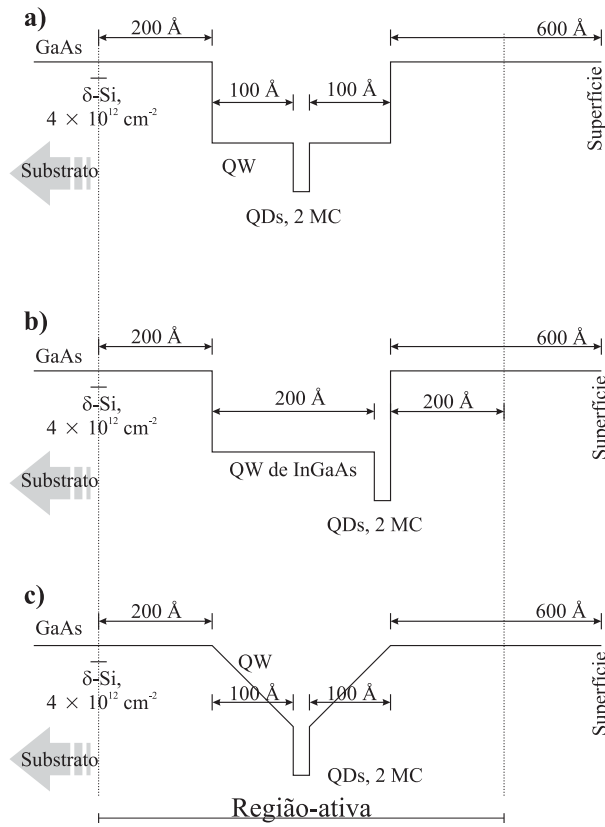 a)
200 Å
600 Å
GaAs
δ-Si,
4 × 10¹² cm⁻²
100 Å
100 Å
Superfície
Substrato
QW
QDs, 2 MC
b)
200 Å
600 Å
GaAs
δ-Si,
4 × 10¹² cm⁻²
200 Å
200 Å
Superfície
Substrato
QW de InGaAs
QDs, 2 MC
c)
200 Å
600 Å
GaAs
QW
δ-Si,
4 × 10¹² cm⁻²
100 Å
100 Å
Superfície
Substrato
QDs, 2 MC
Região-ativa